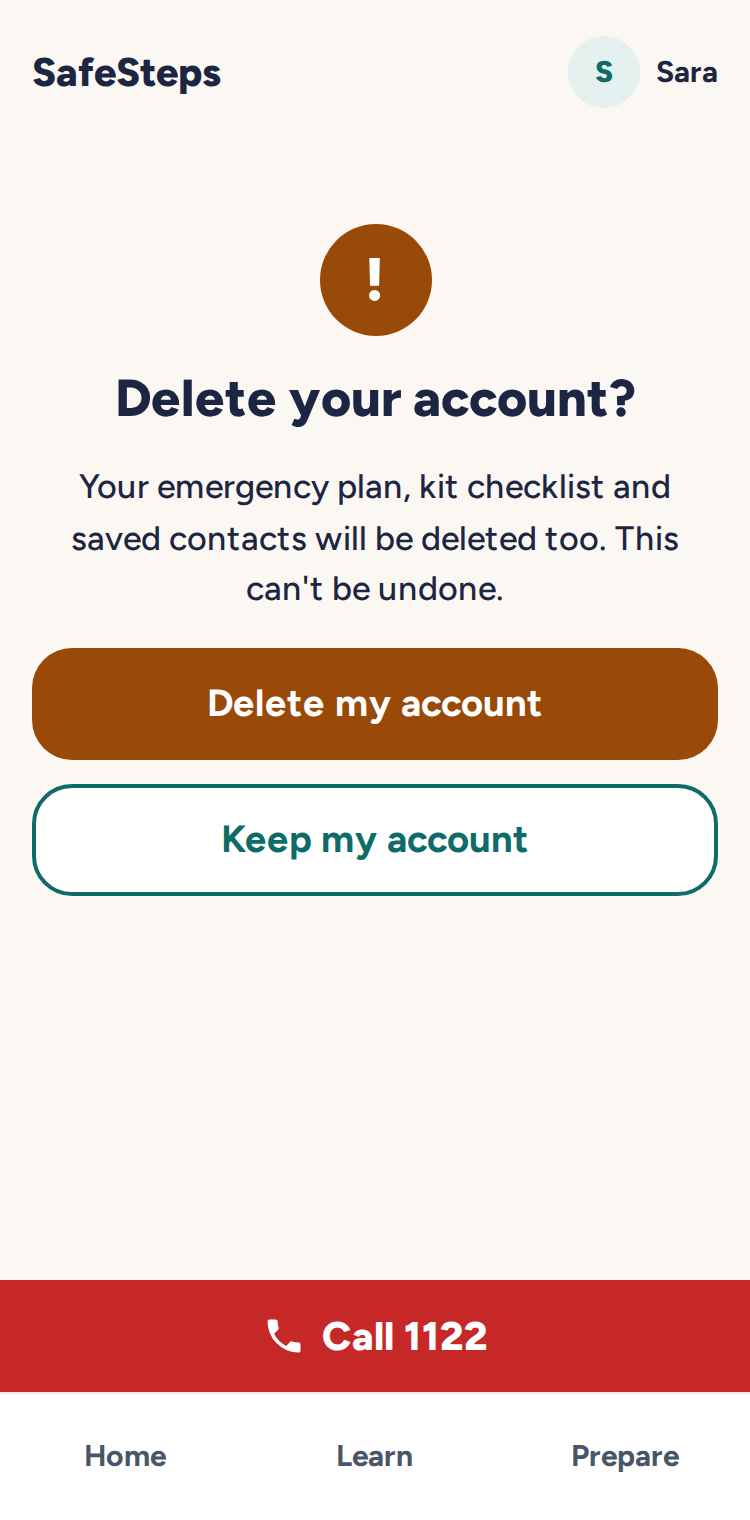 SafeSteps
S Sara
!
Delete your account?
Your emergency plan, kit checklist and
saved contacts will be deleted too. This
can't be undone.
Delete my account
Keep my account
Call 1122
Home Learn Prepare